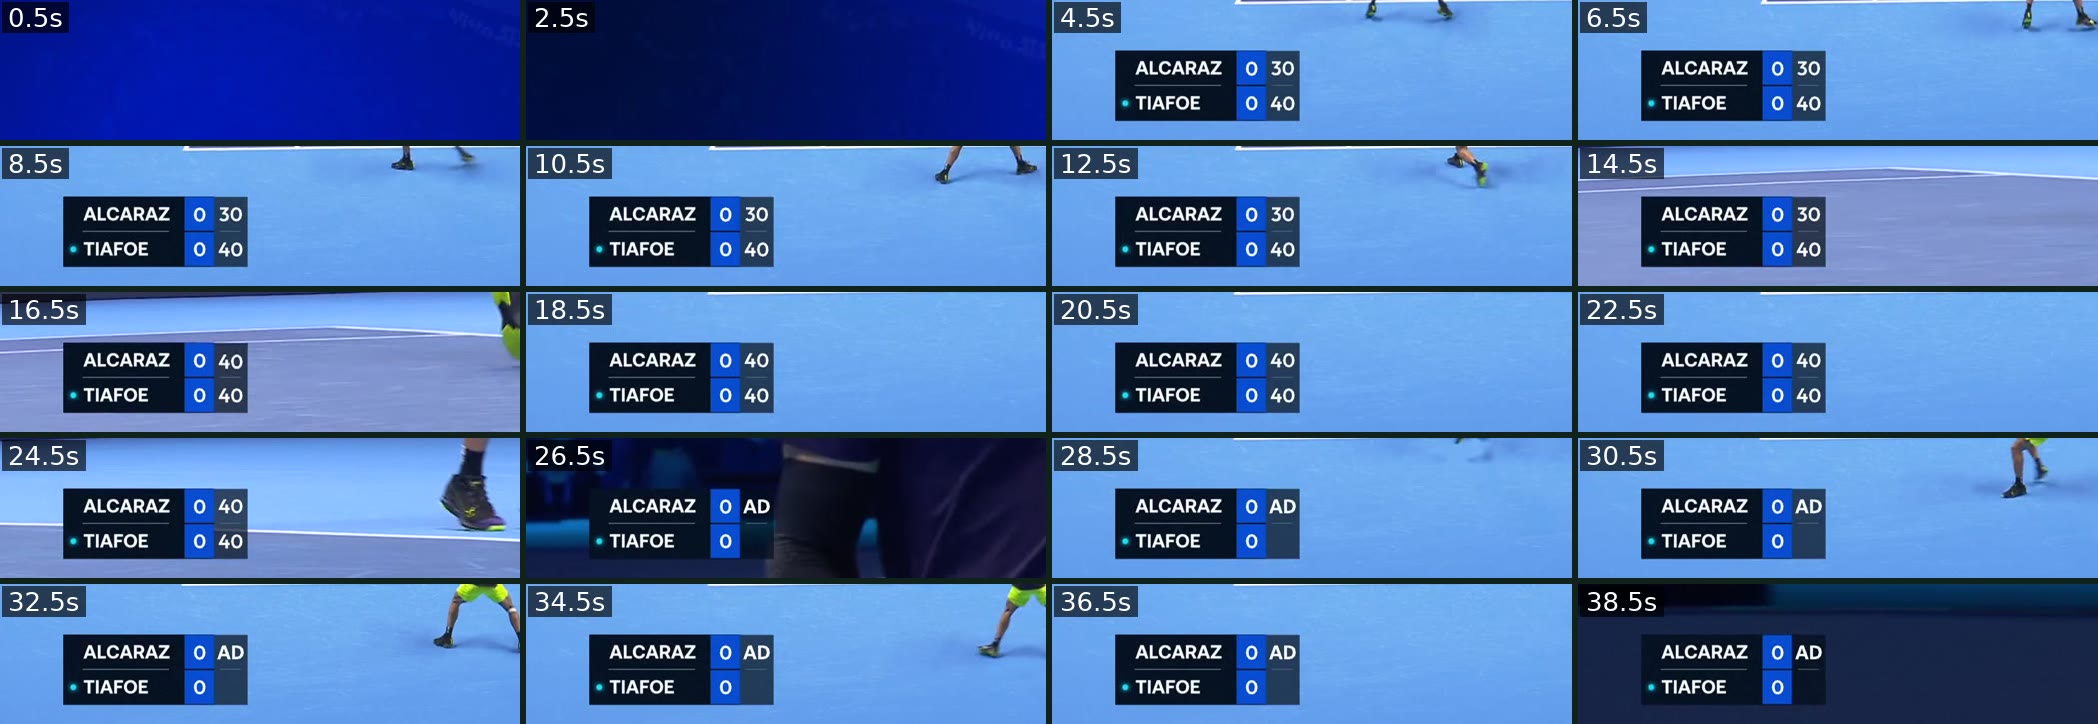 0.5s
2.5s
4.5s
ALCARAZ 0 30
TIAFOE 0 40
6.5s
ALCARAZ 0 30
TIAFOE 0 40
8.5s
ALCARAZ 0 30
TIAFOE 0 40
10.5s
ALCARAZ 0 30
TIAFOE 0 40
12.5s
ALCARAZ 0 30
TIAFOE 0 40
14.5s
ALCARAZ 0 30
TIAFOE 0 40
16.5s
ALCARAZ 0 40
TIAFOE 0 40
18.5s
ALCARAZ 0 40
TIAFOE 0 40
20.5s
ALCARAZ 0 40
TIAFOE 0 40
22.5s
ALCARAZ 0 40
TIAFOE 0 40
24.5s
ALCARAZ 0 40
TIAFOE 0 40
26.5s
ALCARAZ 0 AD
TIAFOE 0
28.5s
ALCARAZ 0 AD
TIAFOE 0
30.5s
ALCARAZ 0 AD
TIAFOE 0
32.5s
ALCARAZ 0 AD
TIAFOE 0
34.5s
ALCARAZ 0 AD
TIAFOE 0
36.5s
ALCARAZ 0 AD
TIAFOE 0
38.5s
ALCARAZ 0 AD
TIAFOE 0